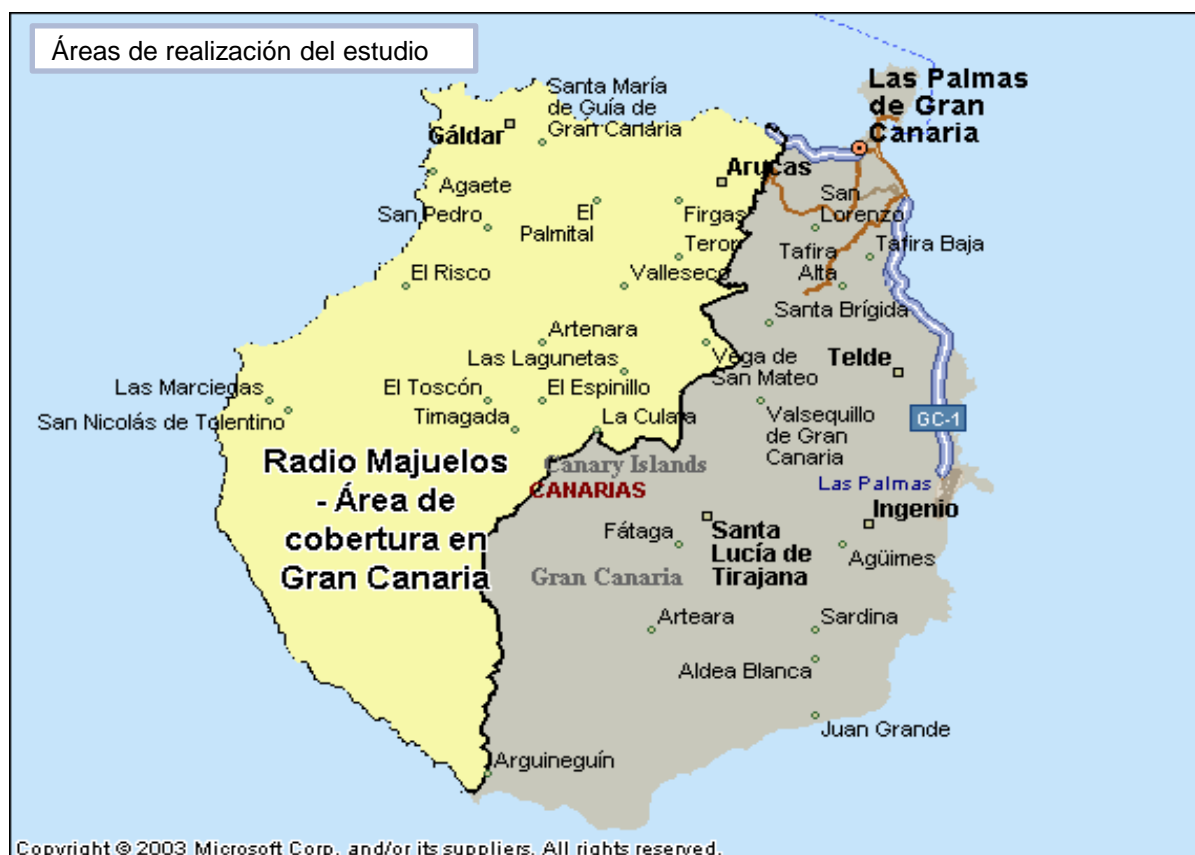 Áreas de realización del estudio
Las Palmas
de Gran
Canaria
Santa María
de Guía de
Gran Canaria
Gáldar
Arucas
Agaete
San Pedro
El
Palmital
Firgas
San
Lorenzo
Teror
Tafira
Alta
Tafira Baja
El Risco
Valleseco
Santa Brígida
Artenara
Las Lagunetas
Vega de
San Mateo
Telde
Las Marciegas
El Toscón
El Espinillo
San Nicolás de Tolentino
Timagada
La Culata
Valsequillo
de Gran
Canaria
GC-1
Radio Majuelos
- Área de
cobertura en
Gran Canaria
Canary Islands
CANARIAS
Las Palmas
Ingenio
Fátaga
Santa
Lucía de
Tirajana
Agüimes
Gran Canaria
Arteara
Sardina
Aldea Blanca
Juan Grande
Arguineguín
Copyright © 2003 Microsoft Corp. and/or its suppliers. All rights reserved.